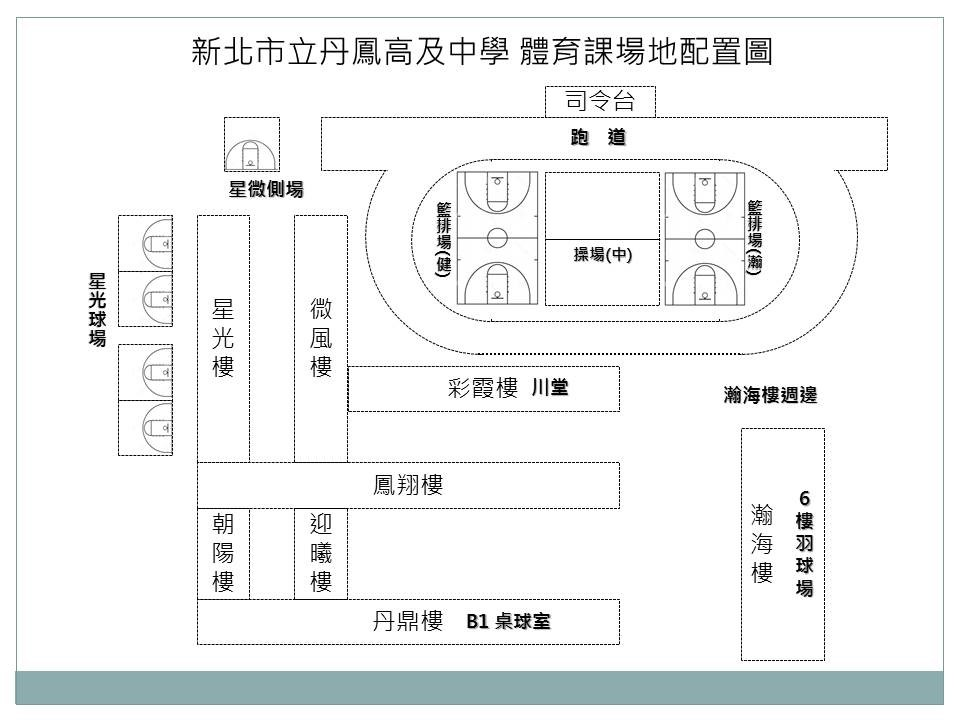 新北市立丹鳳高及中學 體育課場地配置圖
司令台
跑 道
星微側場
籃排場(健)
操場(中)
籃排場(瀚)
星光球場
星光樓
微風樓
彩霞樓 川堂
瀚海樓週邊
鳳翔樓
朝陽樓
迎曦樓
瀚海樓
6樓羽球場
丹鼎樓 B1 桌球室